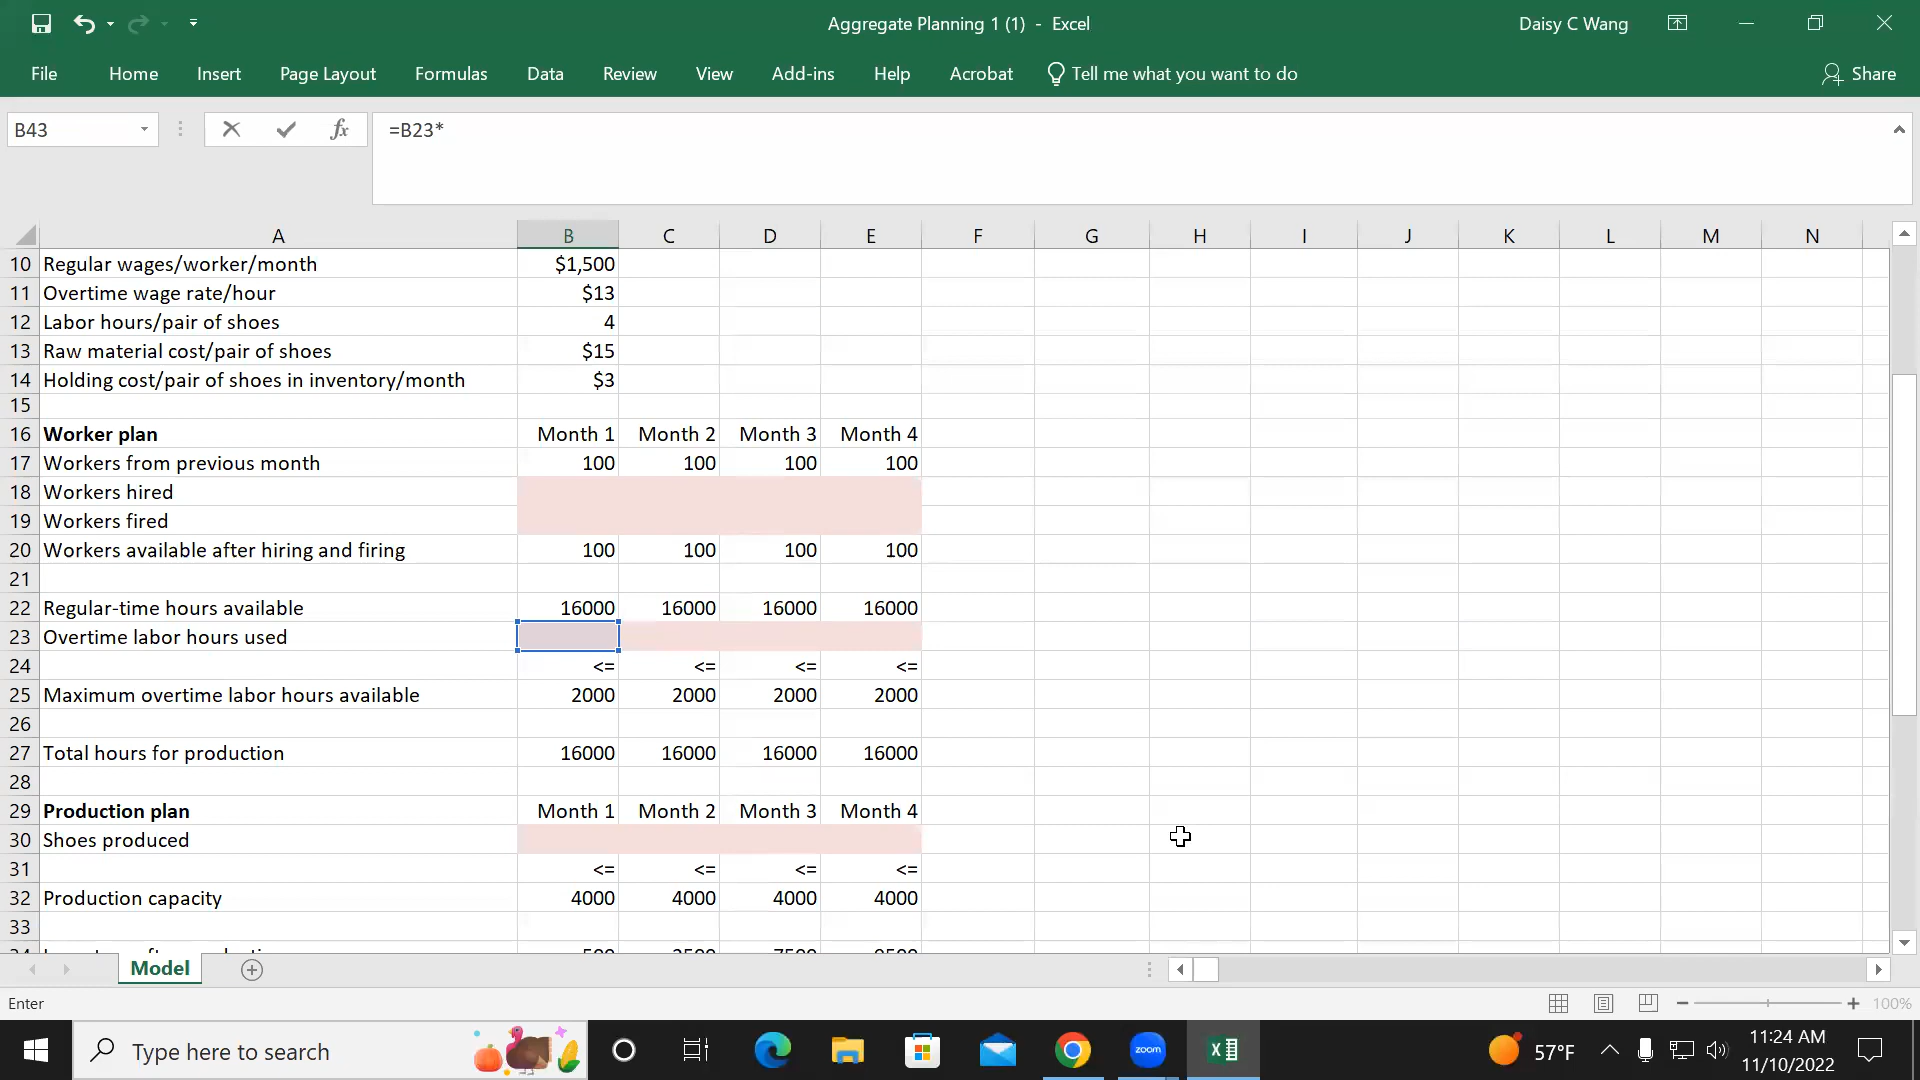 Aggregate Planning 1 (1) - Excel
Daisy C Wang
File Home Insert Page Layout Formulas Data Review View Add-ins Help Acrobat Tell me what you want to do Share
B43 fx =B23*
A B C D E F G H I J K L M N
10 Regular wages/worker/month $1,500
11 Overtime wage rate/hour $13
12 Labor hours/pair of shoes 4
13 Raw material cost/pair of shoes $15
14 Holding cost/pair of shoes in inventory/month $3
15
16 Worker plan Month 1 Month 2 Month 3 Month 4
17 Workers from previous month 100 100 100 100
18 Workers hired
19 Workers fired
20 Workers available after hiring and firing 100 100 100 100
21
22 Regular-time hours available 16000 16000 16000 16000
23 Overtime labor hours used
24 <= <= <= <=
25 Maximum overtime labor hours available 2000 2000 2000 2000
26
27 Total hours for production 16000 16000 16000 16000
28
29 Production plan Month 1 Month 2 Month 3 Month 4
30 Shoes produced
31 <= <= <= <=
32 Production capacity 4000 4000 4000 4000
33
Model
Enter
100%
Type here to search
zoom
57°F
11:24 AM
11/10/2022